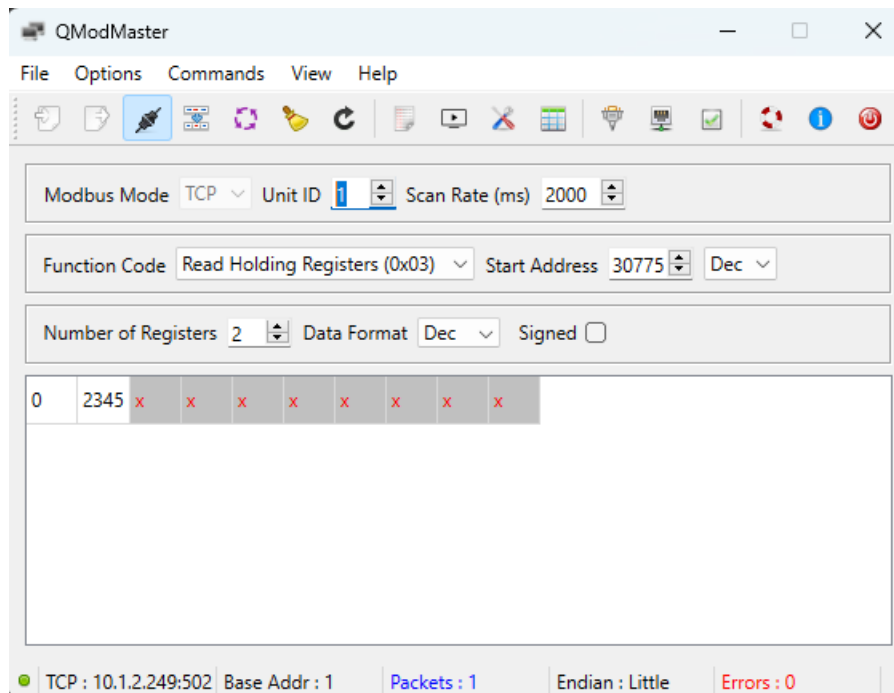 QModMaster
File Options Commands View Help
Modbus Mode TCP Unit ID 1 Scan Rate (ms) 2000
Function Code Read Holding Registers (0x03) Start Address 30775 Dec
Number of Registers 2 Data Format Dec Signed
0 2345 x x x x x x x x
TCP : 10.1.2.249:502 Base Addr : 1 Packets : 1 Endian : Little Errors : 0